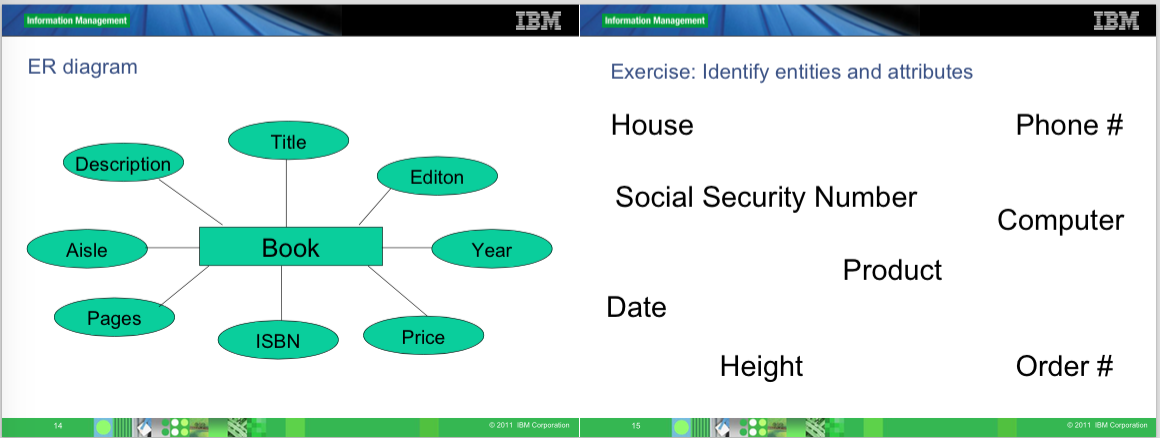 Information Management
IBM
ER diagram
Title
Description
Editon
Aisle
Book
Year
Pages
ISBN
Price
14
© 2011 IBM Corporation
Information Management
IBM
Exercise: Identify entities and attributes
House
Phone #
Social Security Number
Computer
Product
Date
Height
Order #
15
© 2011 IBM Corporation